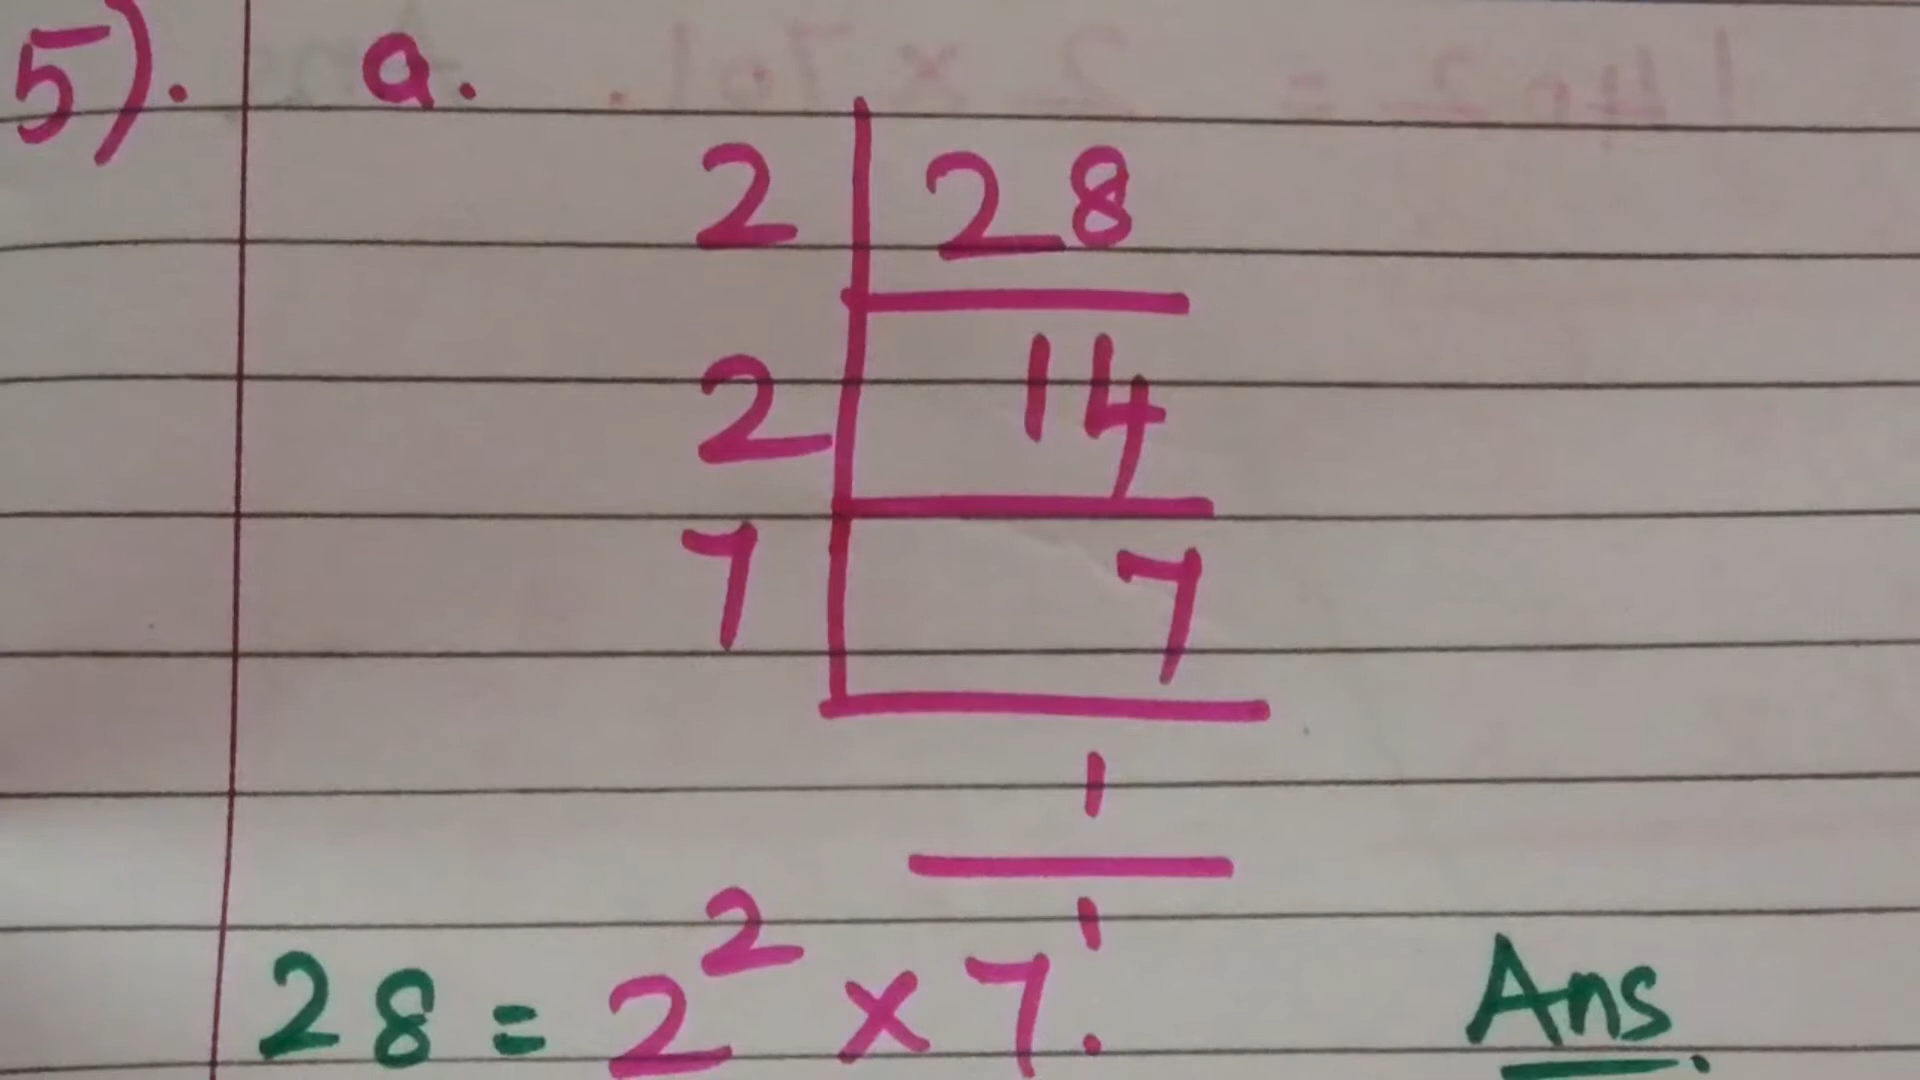 5). a.
2 | 28
2 | 14
7 | 7
1
28 = 2² × 7¹. Ans.